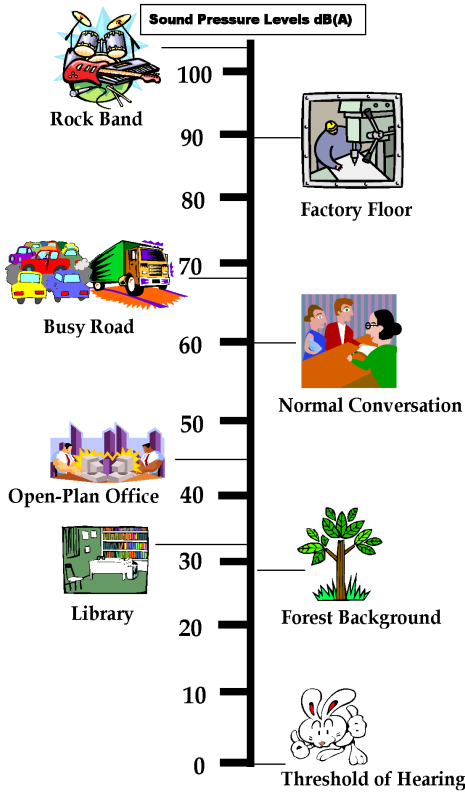 Sound Pressure Levels dB(A)
100
Rock Band
90
Factory Floor
80
70
Busy Road
60
Normal Conversation
50
Open-Plan Office
40
30
Library
Forest Background
20
10
0
Threshold of Hearing